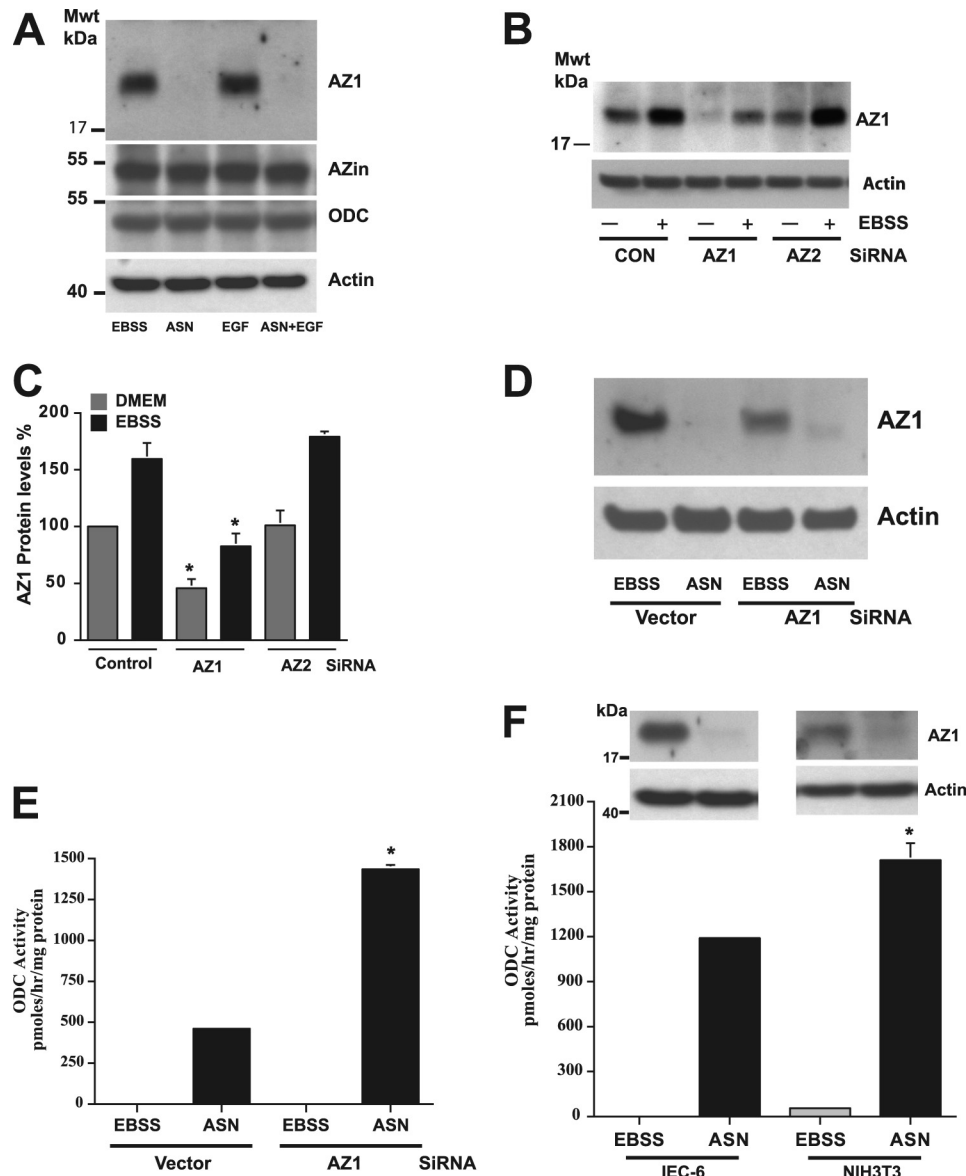 A
Mwt
kDa
AZ1
17
55
AZin
55
ODC
Actin
40
EBSS ASN EGF ASN+EGF
B
Mwt
kDa
AZ1
17
Actin
— + — + — + EBSS
CON AZ1 AZ2 SiRNA
C
DMEM
EBSS
200
150
100
50
0
AZ1 Protein levels %
* *
Control AZ1 AZ2 SiRNA
D
AZ1
Actin
EBSS ASN EBSS ASN
Vector AZ1 SiRNA
E
1500
1250
1000
750
500
250
0
ODC Activity
pmoles/hr/mg protein
*
EBSS ASN EBSS ASN
Vector AZ1 SiRNA
F
kDa
AZ1
17
Actin
40
2100
1800
1500
1200
900
600
300
0
ODC Activity
pmoles/hr/mg protein
*
EBSS ASN EBSS ASN
IEC-6 NIH3T3